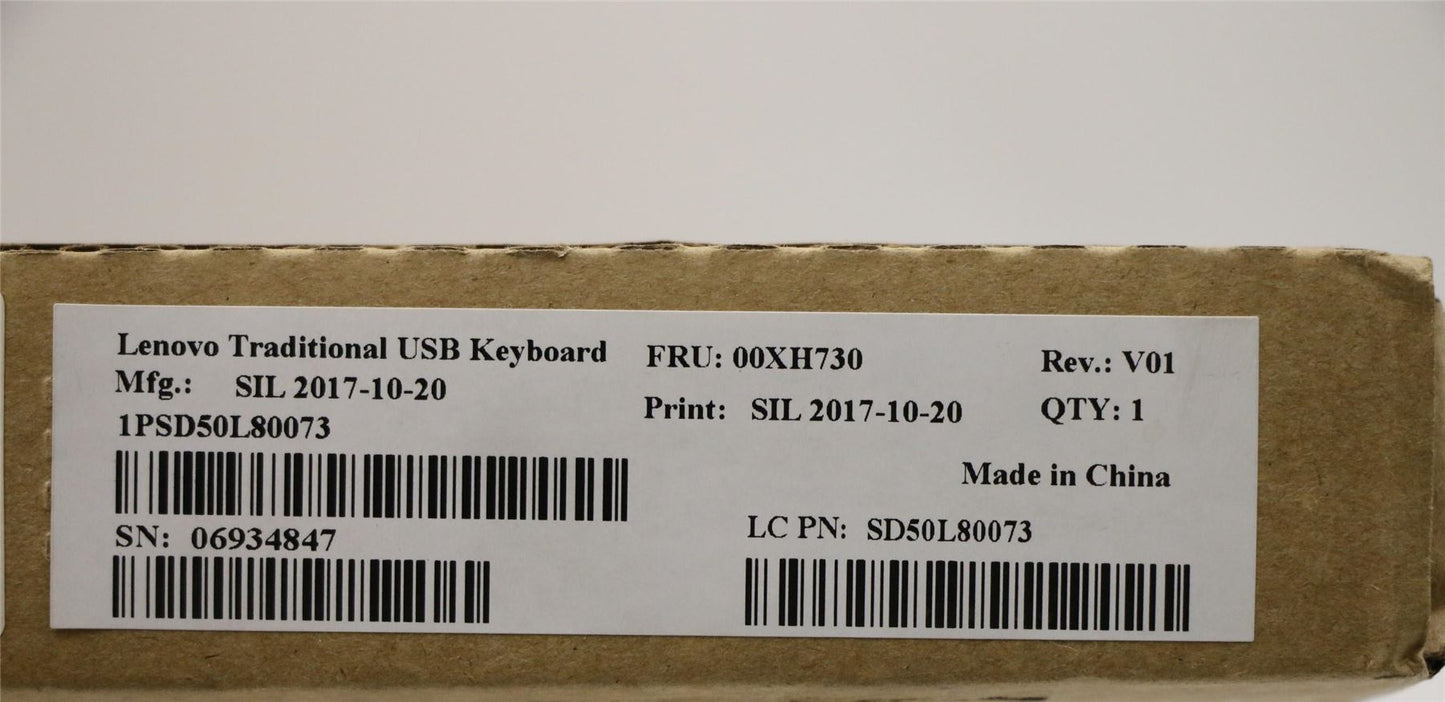 Lenovo Traditional USB Keyboard FRU: 00XH730 Rev.: V01
Mfg.: SIL 2017-10-20 Print: SIL 2017-10-20 QTY: 1
1PSD50L80073
Made in China
SN: 06934847 LC PN: SD50L80073